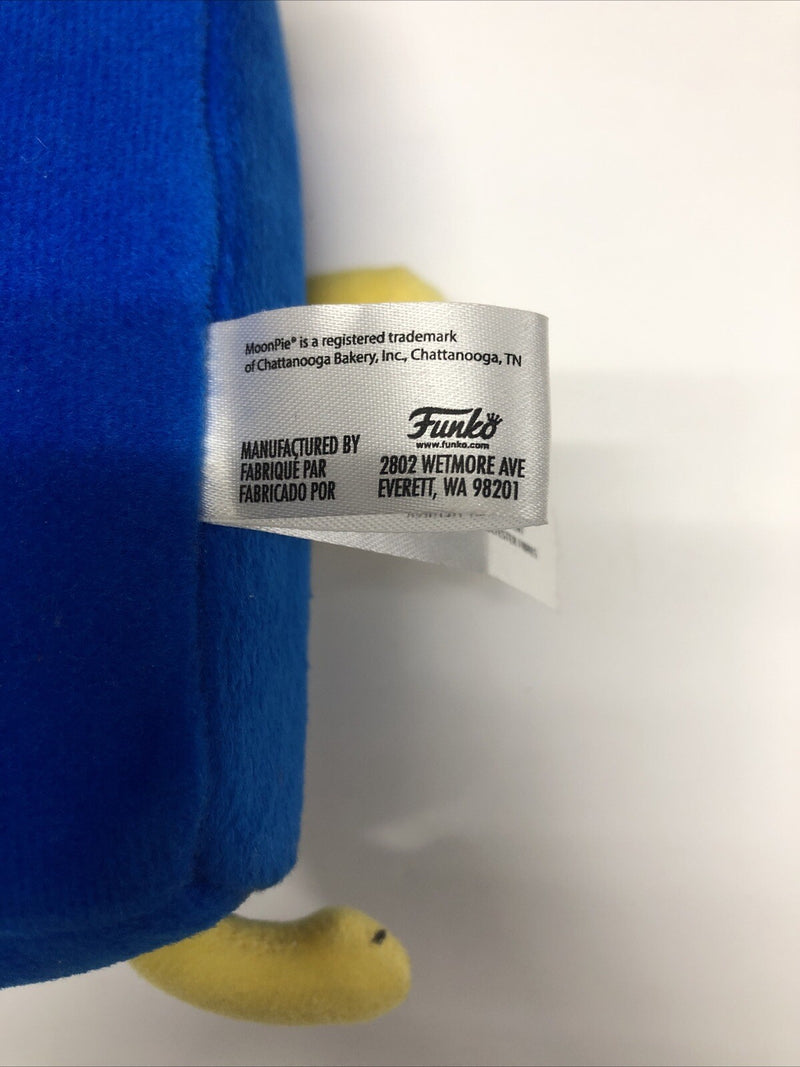 MoonPie® is a registered trademark
of Chattanooga Bakery, Inc., Chattanooga, TN
Funko
www.funko.com
MANUFACTURED BY
FABRIQUÉ PAR
FABRICADO POR
2802 WETMORE AVE
EVERETT, WA 98201